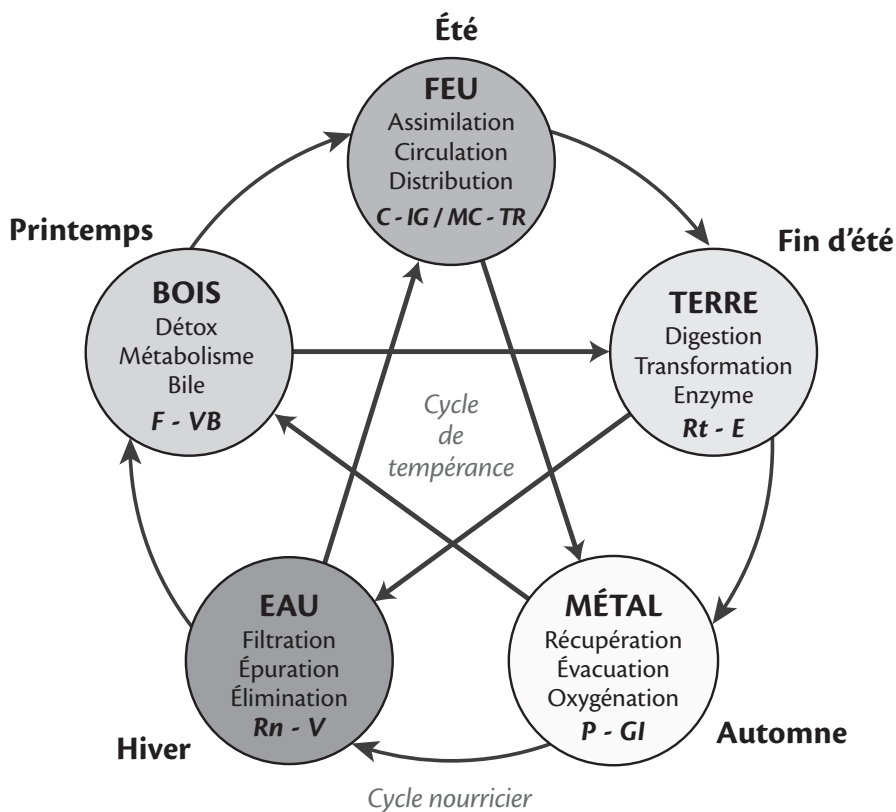 Été
FEU
Assimilation
Circulation
Distribution
C - IG / MC - TR
Printemps
Fin d'été
BOIS
Détox
Métabolisme
Bile
F - VB
TERRE
Digestion
Transformation
Enzyme
Rt - E
Cycle
de
tempérance
EAU
Filtration
Épuration
Élimination
Rn - V
MÉTAL
Récupération
Évacuation
Oxygénation
P - GI
Hiver
Automne
Cycle nourricier